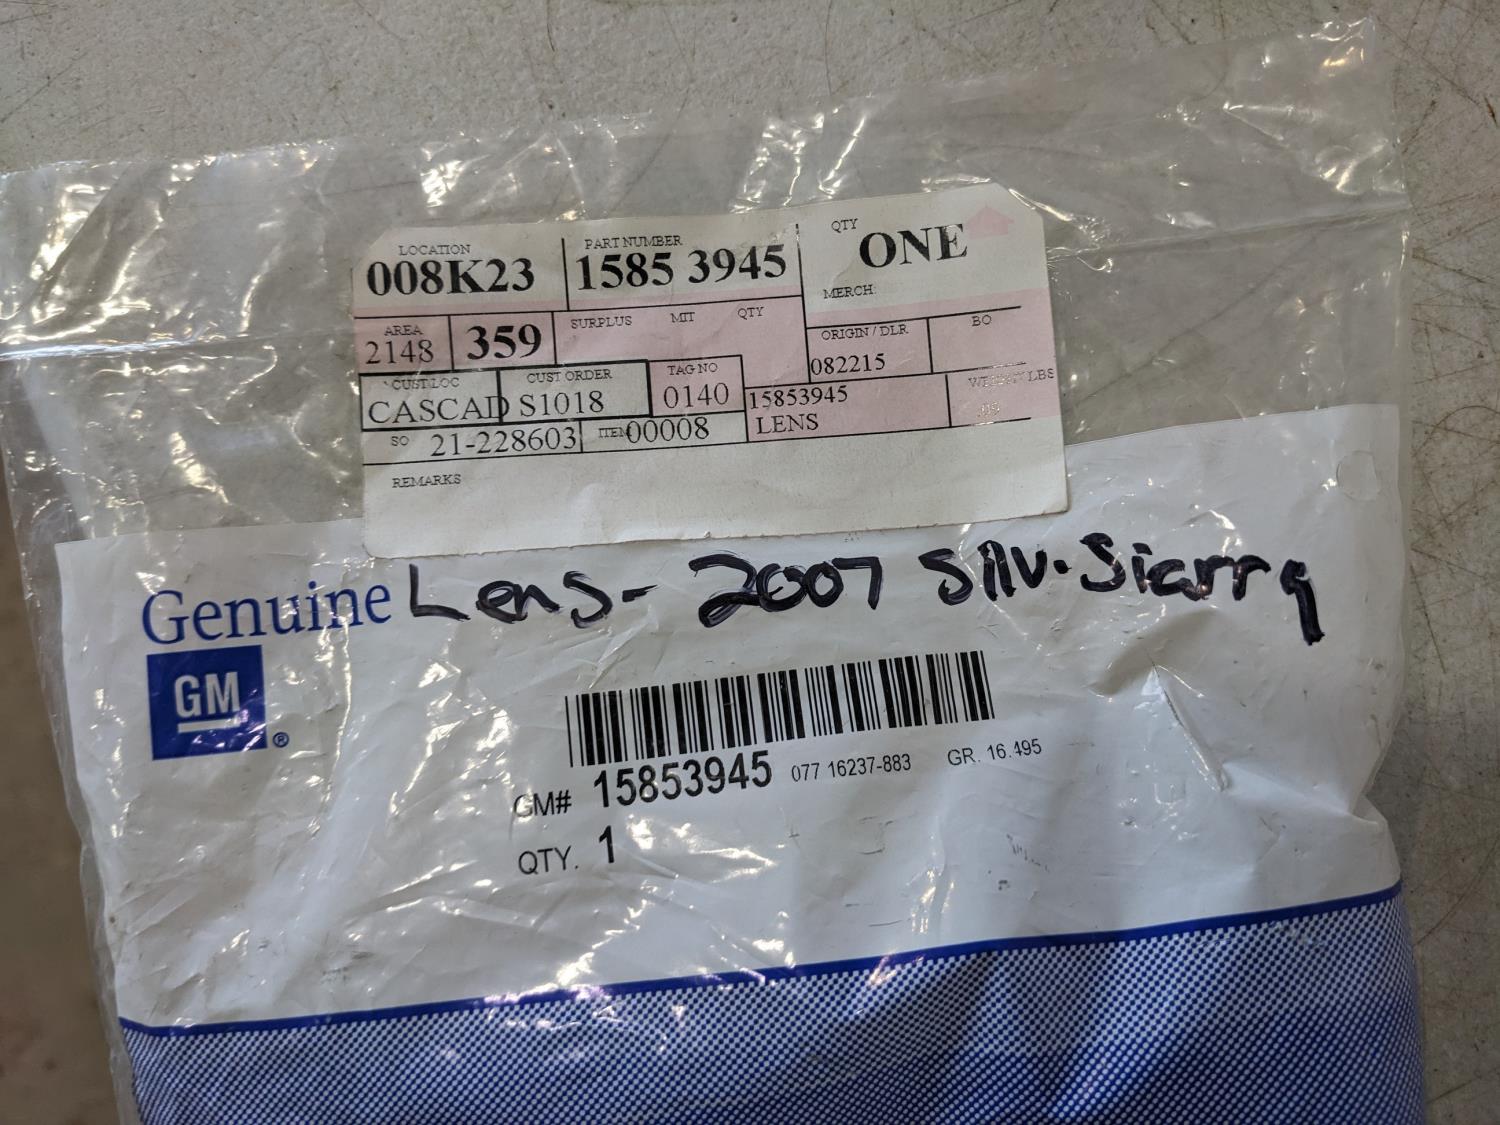 LOCATION PART NUMBER QTY
008K23 1585 3945 ONE
MERCH:
AREA SURPLUS MIT QTY ORIGIN / DLR BO
2148 359 082215
CUST LOC CUST ORDER TAG NO 15853945 LBS
CASCAD S1018 0140 LENS
SO 21-228603 ITEM 00008
REMARKS
Genuine Lens- 2007 Silv. Siarra
GM ®
GM# 15853945 077 16237-883 GR. 16.495
QTY. 1